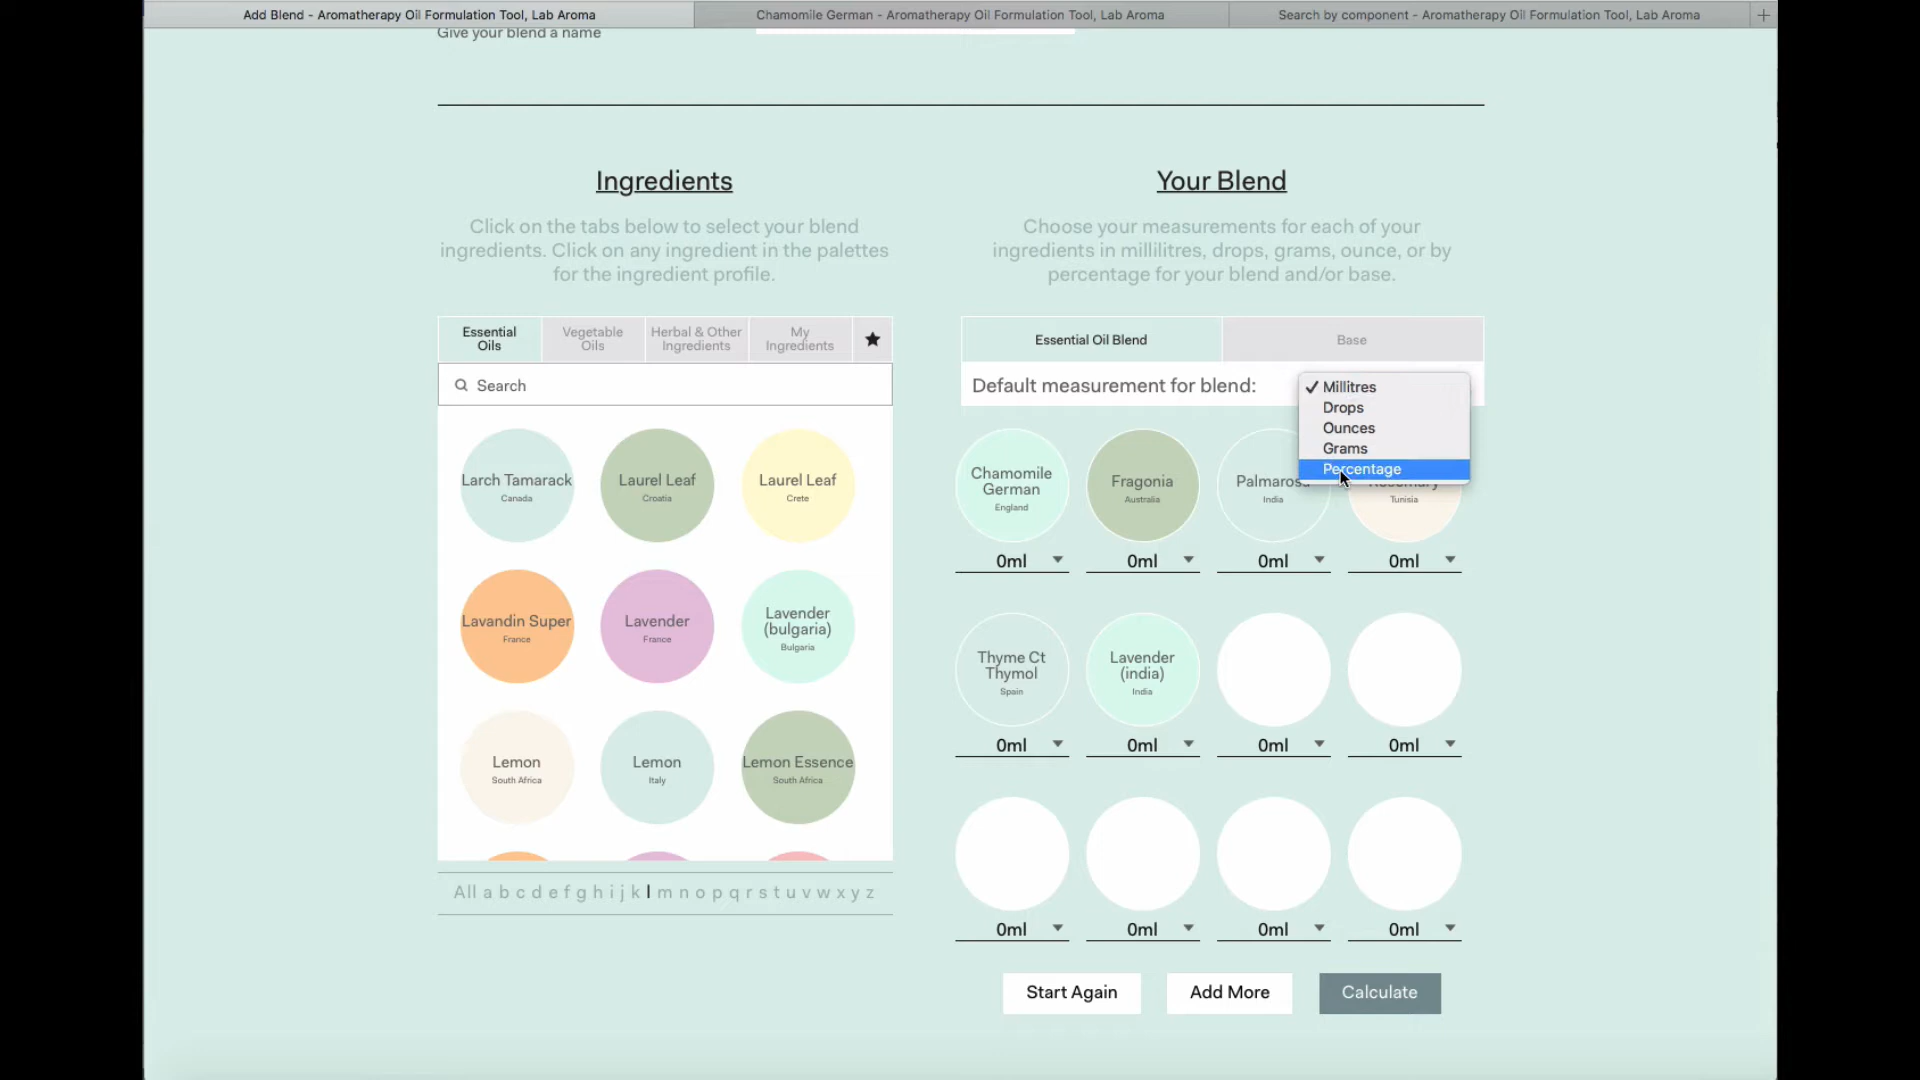 Add Blend - Aromatherapy Oil Formulation Tool, Lab Aroma
Chamomile German - Aromatherapy Oil Formulation Tool, Lab Aroma
Search by component - Aromatherapy Oil Formulation Tool, Lab Aroma
Give your blend a name
Ingredients
Click on the tabs below to select your blend
ingredients. Click on any ingredient in the palettes
for the ingredient profile.
Essential
Oils
Vegetable
Oils
Herbal & Other
Ingredients
My
Ingredients
Search
Larch Tamarack
Canada
Laurel Leaf
Croatia
Laurel Leaf
Crete
Lavandin Super
France
Lavender
France
Lavender
(bulgaria)
Bulgaria
Lemon
South Africa
Lemon
Italy
Lemon Essence
South Africa
All a b c d e f g h i j k l m n o p q r s t u v w x y z
Your Blend
Choose your measurements for each of your
ingredients in millilitres, drops, grams, ounce, or by
percentage for your blend and/or base.
Essential Oil Blend
Base
Default measurement for blend:
✓ Millitres
Drops
Ounces
Grams
Percentage
Chamomile
German
England
Fragonia
Australia
Palmarosa
India
Rosemary
Tunisia
0ml 0ml 0ml 0ml
Thyme Ct
Thymol
Spain
Lavender
(india)
India
0ml 0ml 0ml 0ml
0ml 0ml 0ml 0ml
Start Again
Add More
Calculate